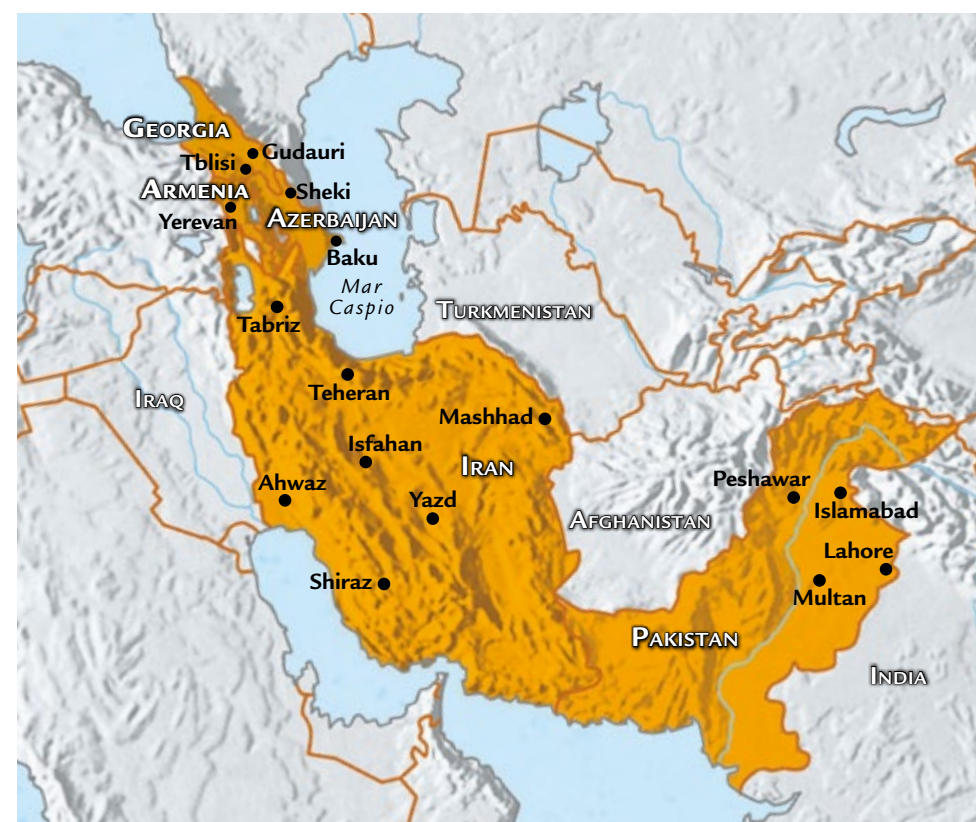 GEORGIA
Gudauri
Tblisi
ARMENIA
Sheki
Yerevan
AZERBAIJAN
Baku
Mar
Caspio
Tabriz
TURKMENISTAN
Teheran
IRAQ
Mashhad
Isfahan
IRAN
Ahwaz
Yazd
Peshawar
Islamabad
AFGHANISTAN
Lahore
Shiraz
Multan
PAKISTAN
INDIA